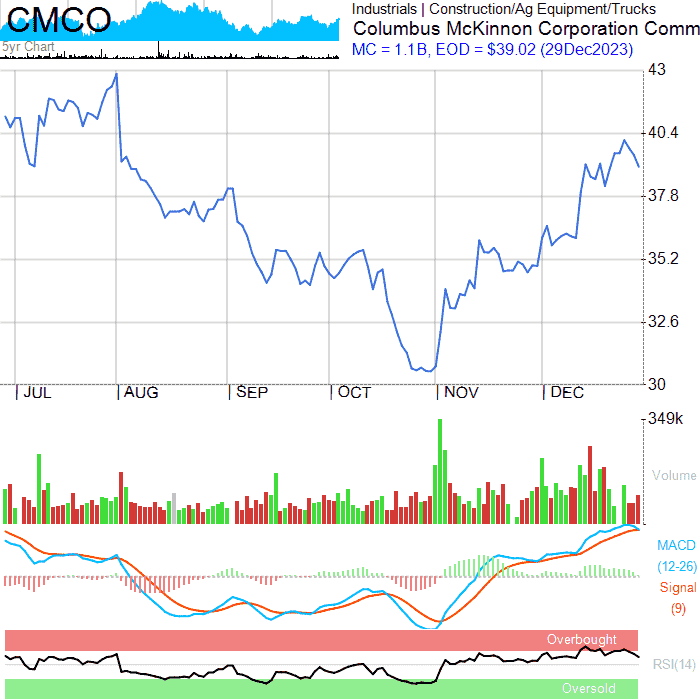 CMCO
5yr Chart
Industrials | Construction/Ag Equipment/Trucks
Columbus McKinnon Corporation Comm
MC = 1.1B, EOD = $39.02 (29Dec2023)
43
40.4
37.8
35.2
32.6
30
JUL AUG SEP OCT NOV DEC
349k
Volume
MACD
(12-26)
Signal
(9)
Overbought
RSI(14)
Oversold